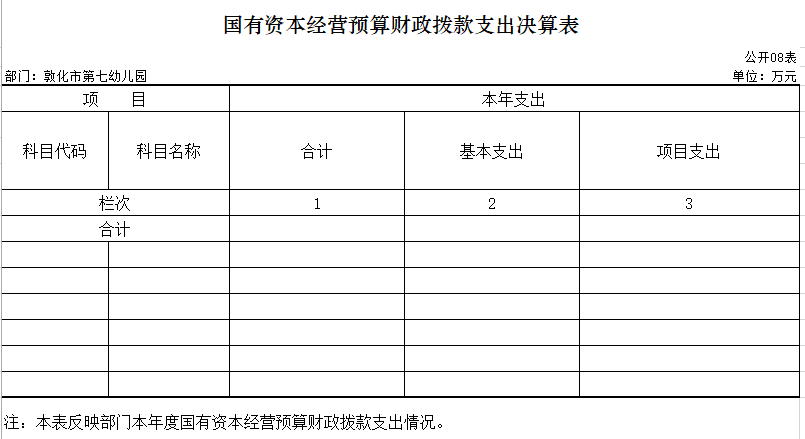 国有资本经营预算财政拨款支出决算表
公开08表
部门：敦化市第七幼儿园 单位：万元
项 目 本年支出
科目代码 科目名称 合计 基本支出 项目支出
栏次 1 2 3
合计
注：本表反映部门本年度国有资本经营预算财政拨款支出情况。